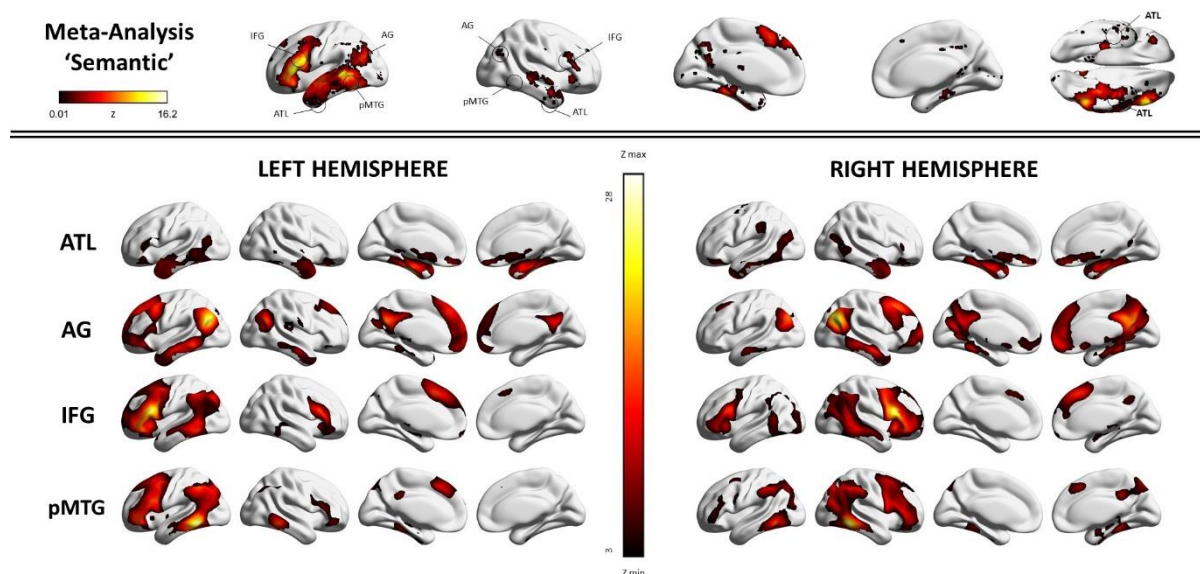 Meta-Analysis
'Semantic'
0.01 z 16.2
IFG
AG
ATL
pMTG
AG
IFG
pMTG
ATL
ATL
ATL
LEFT HEMISPHERE
Z max
RIGHT HEMISPHERE
28
ATL
AG
IFG
pMTG
3
Z min